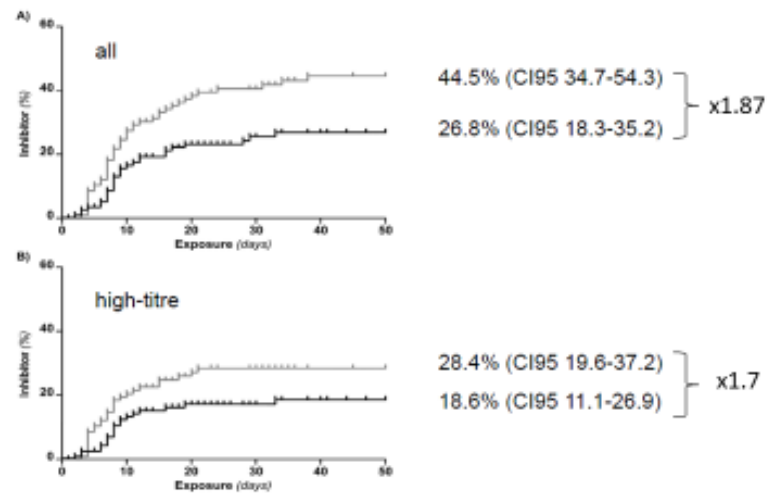 A)
60
40
20
0
Inhibitor (%)
all
0 10 20 30 40 50
Exposure (days)
44.5% (CI95 34.7-54.3)
26.8% (CI95 18.3-35.2)
x1.87
B)
60
40
20
0
Inhibitor (%)
high-titre
0 10 20 30 40 50
Exposure (days)
28.4% (CI95 19.6-37.2)
18.6% (CI95 11.1-26.9)
x1.7